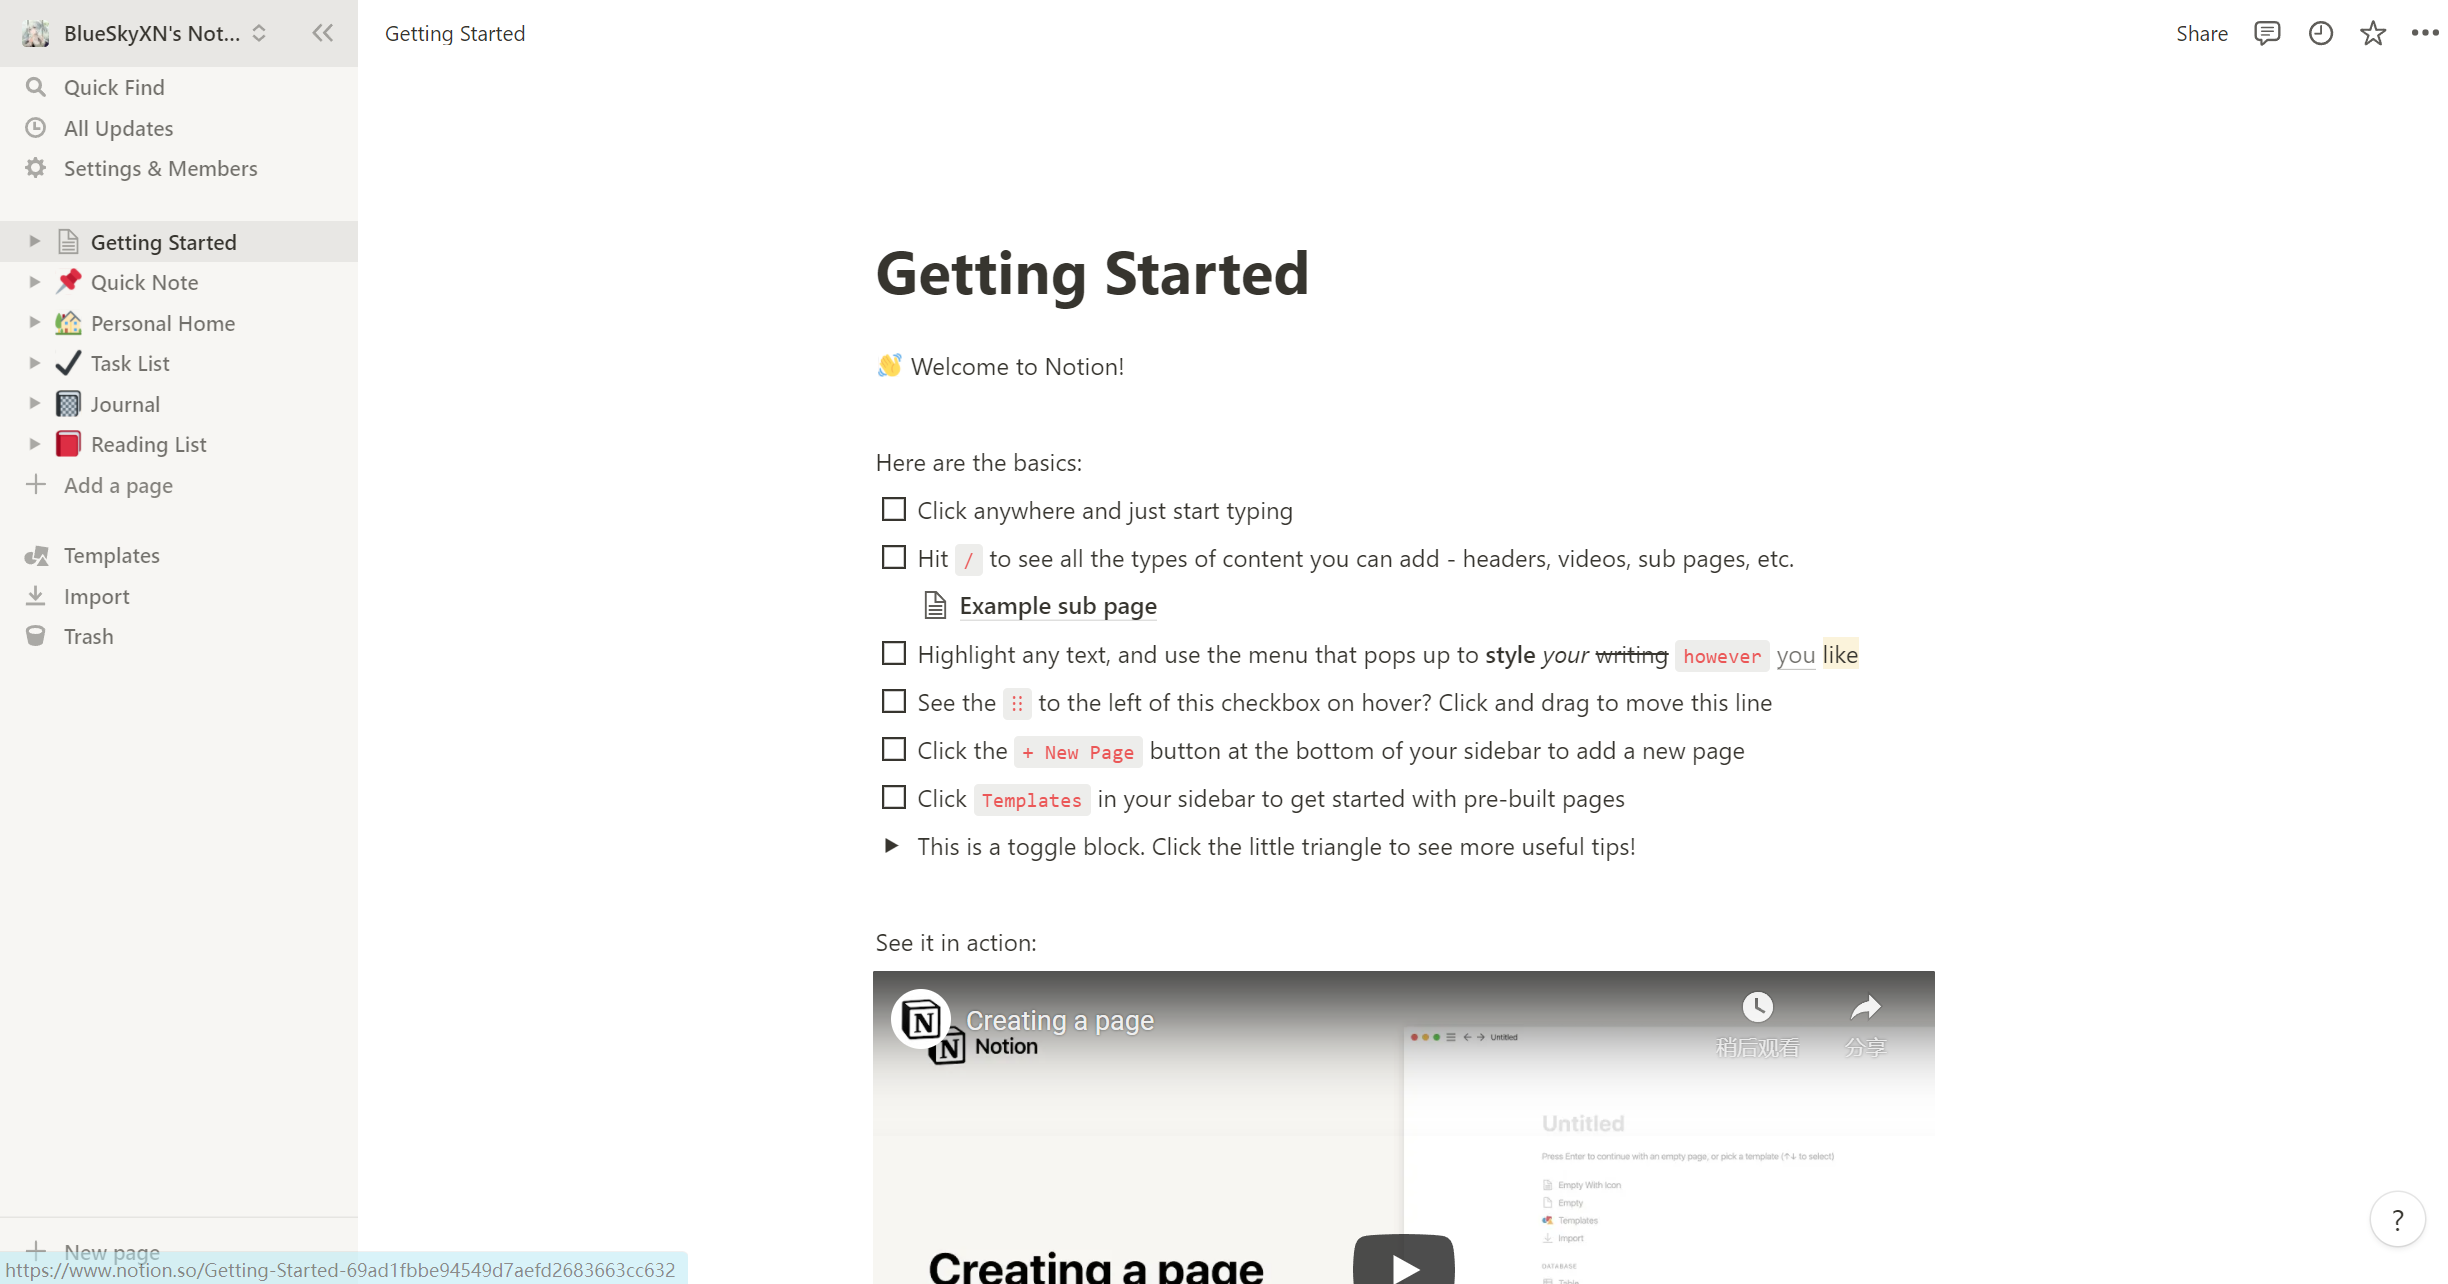 BlueSkyXN's Not...
Quick Find
All Updates
Settings & Members
Getting Started
Quick Note
Personal Home
Task List
Journal
Reading List
Add a page
Templates
Import
Trash
New page
https://www.notion.so/Getting-Started-69ad1fbbe94549d7aefd2683663cc632
Getting Started
Share
Getting Started
👋 Welcome to Notion!
Here are the basics:
Click anywhere and just start typing
Hit / to see all the types of content you can add - headers, videos, sub pages, etc.
Example sub page
Highlight any text, and use the menu that pops up to style your writing however you like
See the ⠿ to the left of this checkbox on hover? Click and drag to move this line
Click the + New Page button at the bottom of your sidebar to add a new page
Click Templates in your sidebar to get started with pre-built pages
This is a toggle block. Click the little triangle to see more useful tips!
See it in action:
Creating a page
稍后观看
分享
Notion
Untitled
Untitled
Press Enter to continue with an empty page, or pick a template (↑↓ to select)
Empty With Icon
Empty
Templates
Import
DATABASE
Table
Creating a page
?